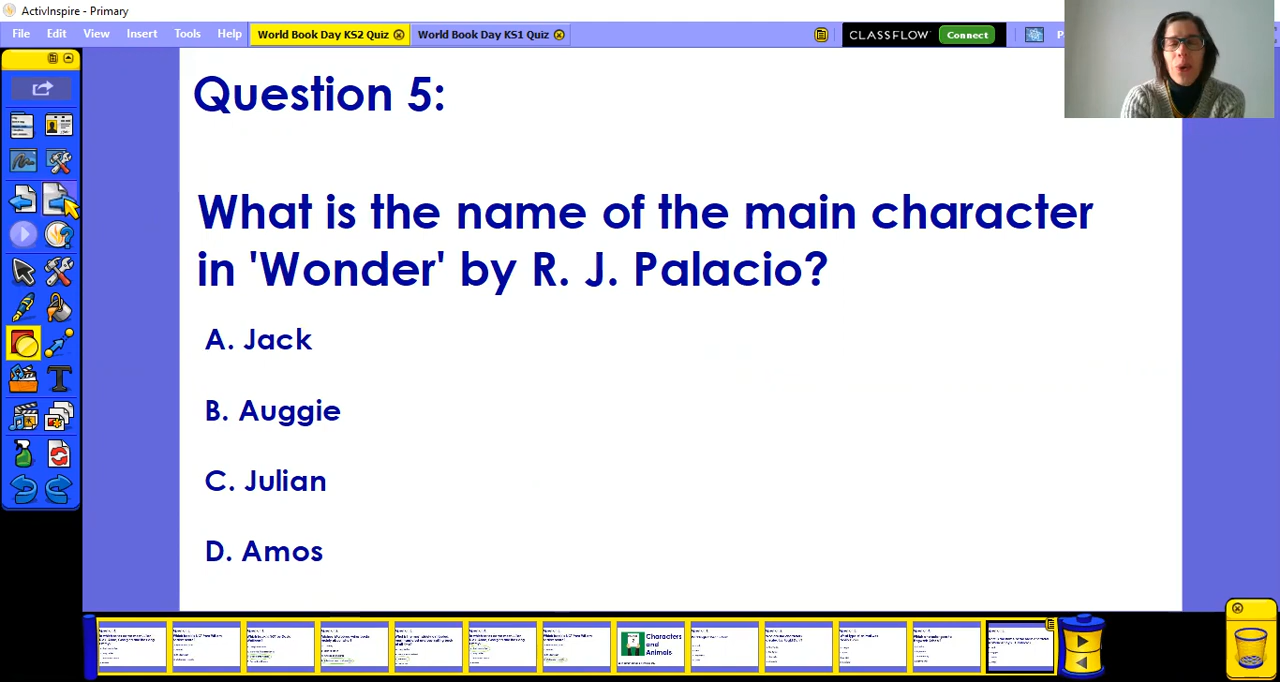 ActivInspire - Primary
File Edit View Insert Tools Help World Book Day KS2 Quiz World Book Day KS1 Quiz CLASSFLOW Connect
Question 5:
What is the name of the main character
in 'Wonder' by R. J. Palacio?
A. Jack
B. Auggie
C. Julian
D. Amos
Characters
and
Animals